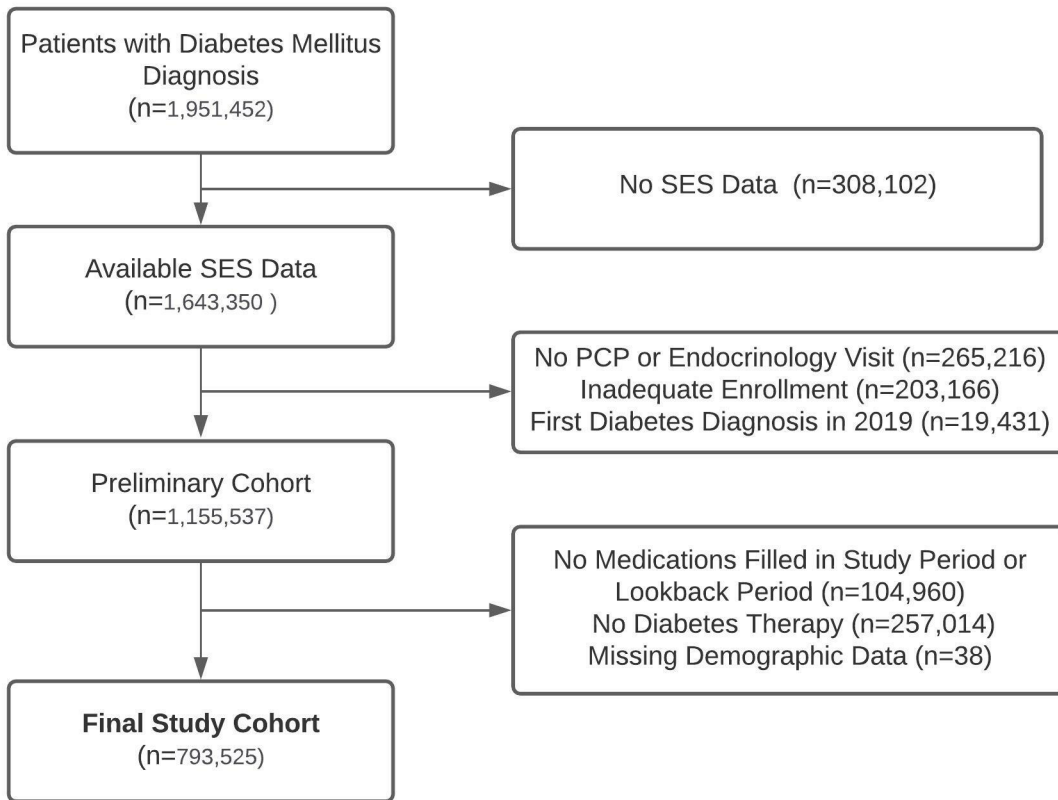 Patients with Diabetes Mellitus
Diagnosis
(n=1,951,452)
No SES Data  (n=308,102)
Available SES Data
(n=1,643,350 )
No PCP or Endocrinology Visit (n=265,216)
Inadequate Enrollment (n=203,166)
First Diabetes Diagnosis in 2019 (n=19,431)
Preliminary Cohort
(n=1,155,537)
No Medications Filled in Study Period or
Lookback Period (n=104,960)
No Diabetes Therapy (n=257,014)
Missing Demographic Data (n=38)
Final Study Cohort
(n=793,525)